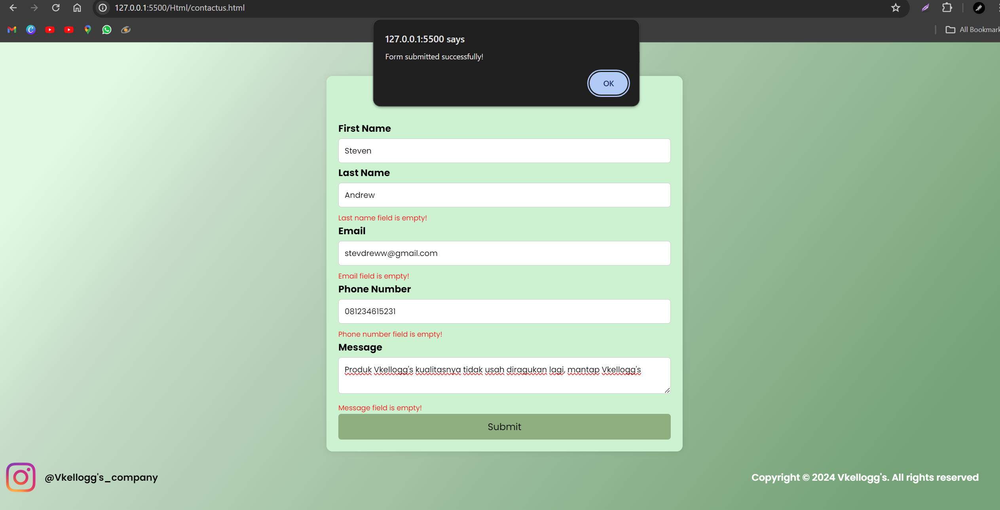 127.0.0.1:5500/Html/contactus.html
All Bookmark
127.0.0.1:5500 says
Form submitted successfully!
OK
First Name
Steven
Last Name
Andrew
Last name field is empty!
Email
stevdreww@gmail.com
Email field is empty!
Phone Number
081234615231
Phone number field is empty!
Message
Produk Vkellogg's kualitasnya tidak usah diragukan lagi, mantap Vkellogg's
Message field is empty!
Submit
@Vkellogg's_company
Copyright © 2024 Vkellogg's. All rights reserved